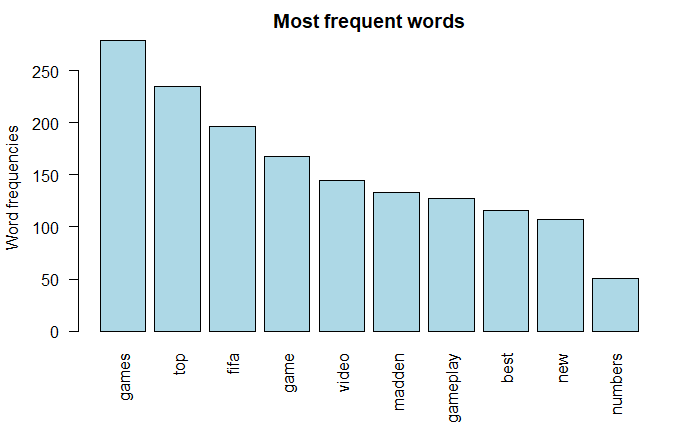 Most frequent words
Word frequencies
250
200
150
100
50
0
games
top
fifa
game
video
madden
gameplay
best
new
numbers